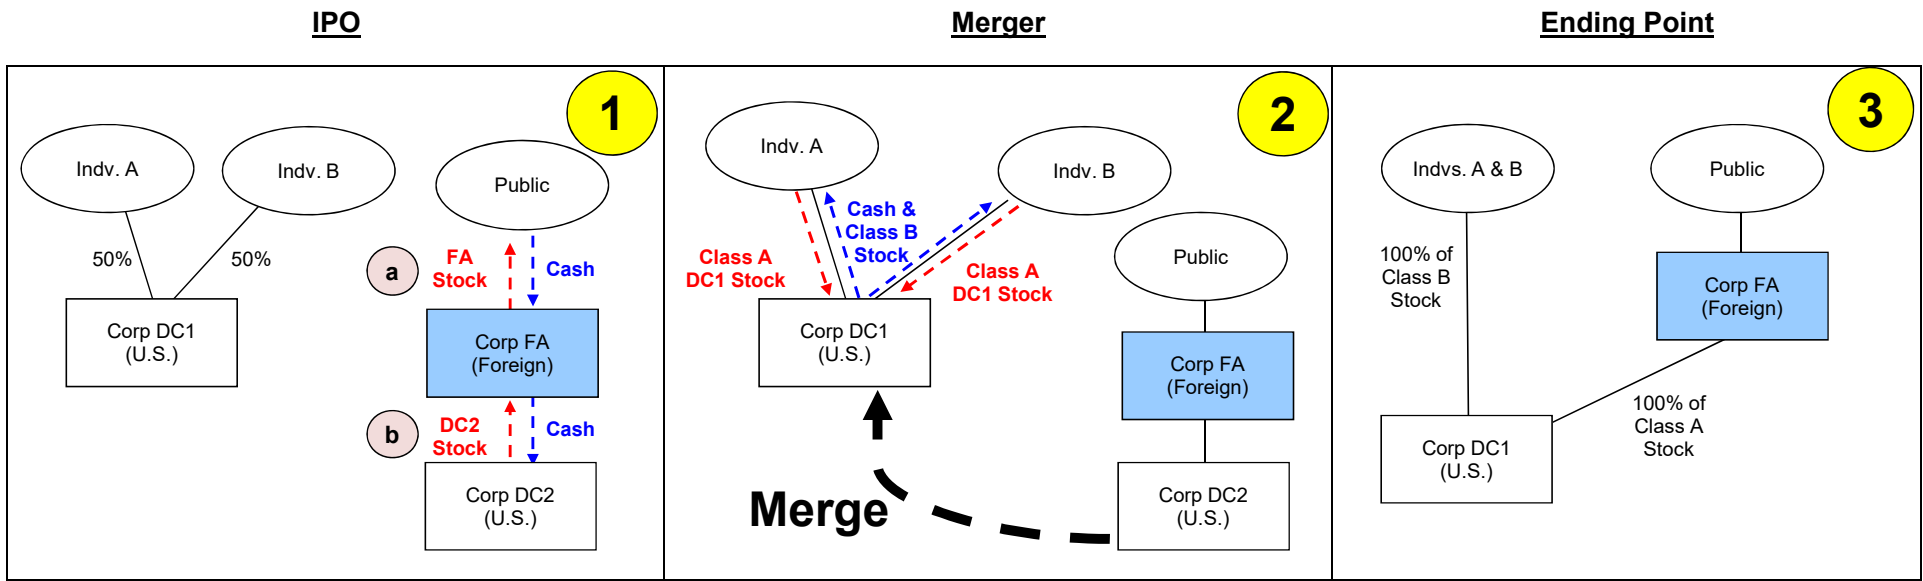 IPO
Merger
Ending Point
1
Indv. A
Indv. B
Public
50%
50%
a
FA
Stock
Cash
Corp DC1
(U.S.)
Corp FA
(Foreign)
b
DC2
Stock
Cash
Corp DC2
(U.S.)
2
Indv. A
Indv. B
Cash &
Class B
Stock
Class A
DC1 Stock
Class A
DC1 Stock
Public
Corp DC1
(U.S.)
Corp FA
(Foreign)
Merge
Corp DC2
(U.S.)
3
Indvs. A & B
Public
100% of
Class B
Stock
Corp FA
(Foreign)
100% of
Class A
Stock
Corp DC1
(U.S.)